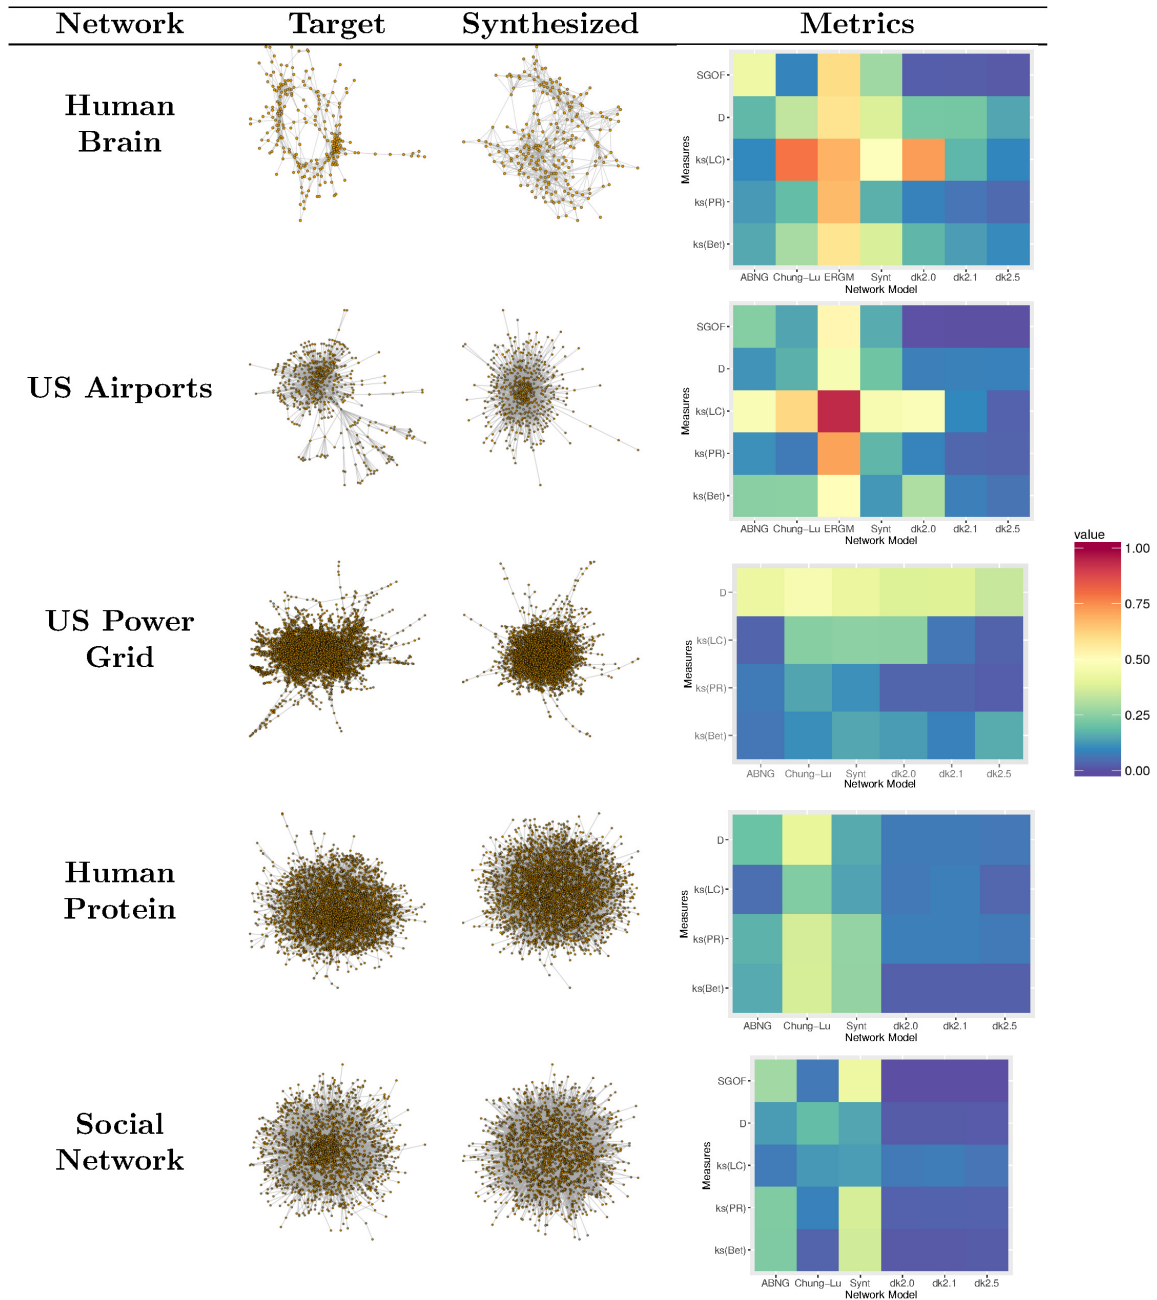 Network Target Synthesized Metrics
Human
Brain
Measures
SGOF
D
ks(LC)
ks(PR)
ks(Bet)
ABNG Chung-Lu ERGM Synt dk2.0 dk2.1 dk2.5
Network Model
US Airports
Measures
SGOF
D
ks(LC)
ks(PR)
ks(Bet)
ABNG Chung-Lu ERGM Synt dk2.0 dk2.1 dk2.5
Network Model
US Power
Grid
Measures
D
ks(LC)
ks(PR)
ks(Bet)
ABNG Chung-Lu Synt dk2.0 dk2.1 dk2.5
Network Model
value
1.00
0.75
0.50
0.25
0.00
Human
Protein
Measures
D
ks(LC)
ks(PR)
ks(Bet)
ABNG Chung-Lu Synt dk2.0 dk2.1 dk2.5
Network Model
Social
Network
Measures
SGOF
D
ks(LC)
ks(PR)
ks(Bet)
ABNG Chung-Lu Synt dk2.0 dk2.1 dk2.5
Network Model